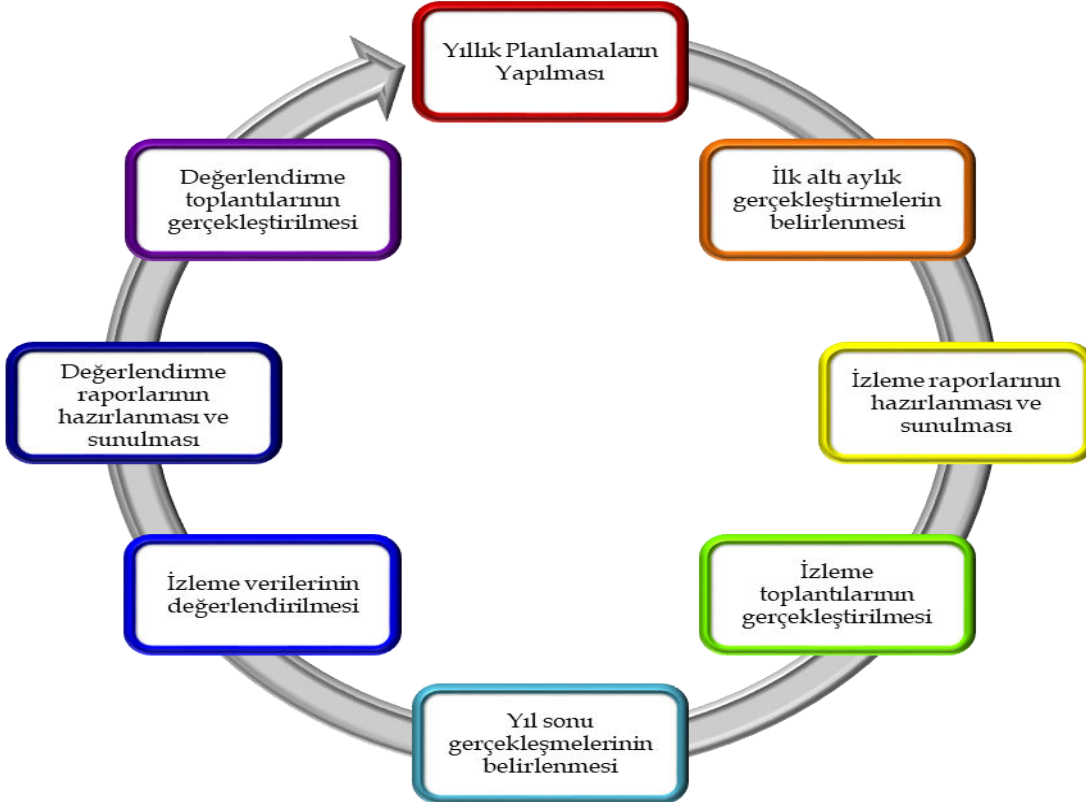 Yıllık Planlamaların
Yapılması
İlk altı aylık
gerçekleştirmelerin
belirlenmesi
İzleme raporlarının
hazırlanması ve
sunulması
İzleme
toplantılarının
gerçekleştirilmesi
Yıl sonu
gerçekleşmelerinin
belirlenmesi
İzleme verilerinin
değerlendirilmesi
Değerlendirme
raporlarının
hazırlanması ve
sunulması
Değerlendirme
toplantılarının
gerçekleştirilmesi